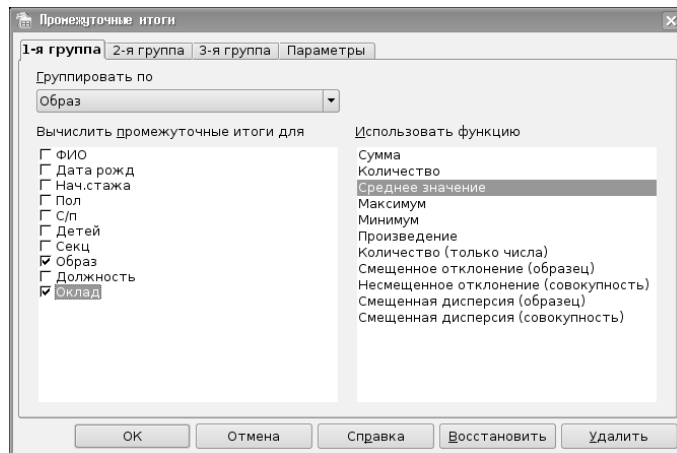 Промежуточные итоги
1-я группа 2-я группа 3-я группа Параметры
Группировать по
Образ
Вычислить промежуточные итоги для
ФИО
Дата рожд
Нач.стажа
Пол
С/п
Детей
Секц
Образ
Должность
Оклад
Использовать функцию
Сумма
Количество
Среднее значение
Максимум
Минимум
Произведение
Количество (только числа)
Смещенное отклонение (образец)
Несмещенное отклонение (совокупность)
Смещенная дисперсия (образец)
Смещенная дисперсия (совокупность)
ОК Отмена Справка Восстановить Удалить